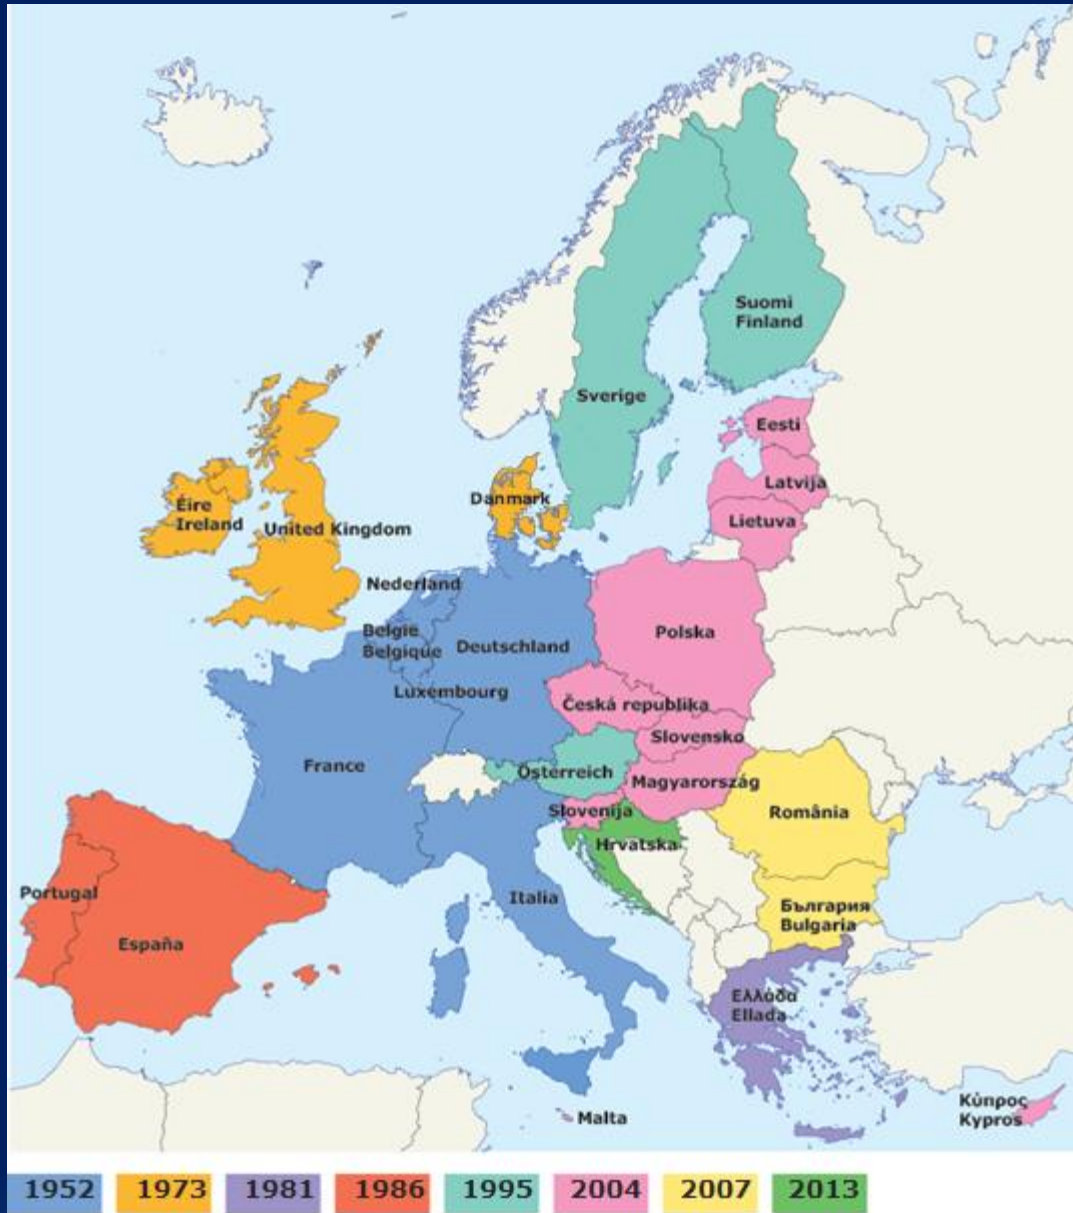 Suomi
Finland
Sverige
Eesti
Latvija
Lietuva
Danmark
Éire
Ireland
United Kingdom
Nederland
België
Belgique
Deutschland
Polska
Luxembourg
Česká republika
Slovensko
France
Österreich
Magyarország
Slovenija
România
Hrvatska
Portugal
España
Italia
България
Bulgaria
Ελλάδα
Ellada
Malta
Κύπρος
Kypros
1952 1973 1981 1986 1995 2004 2007 2013